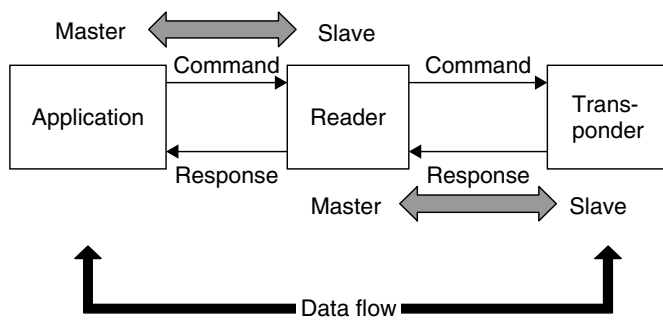 Master Slave
Command Command
Application Reader Trans-
ponder
Response Response
Master Slave
Data flow